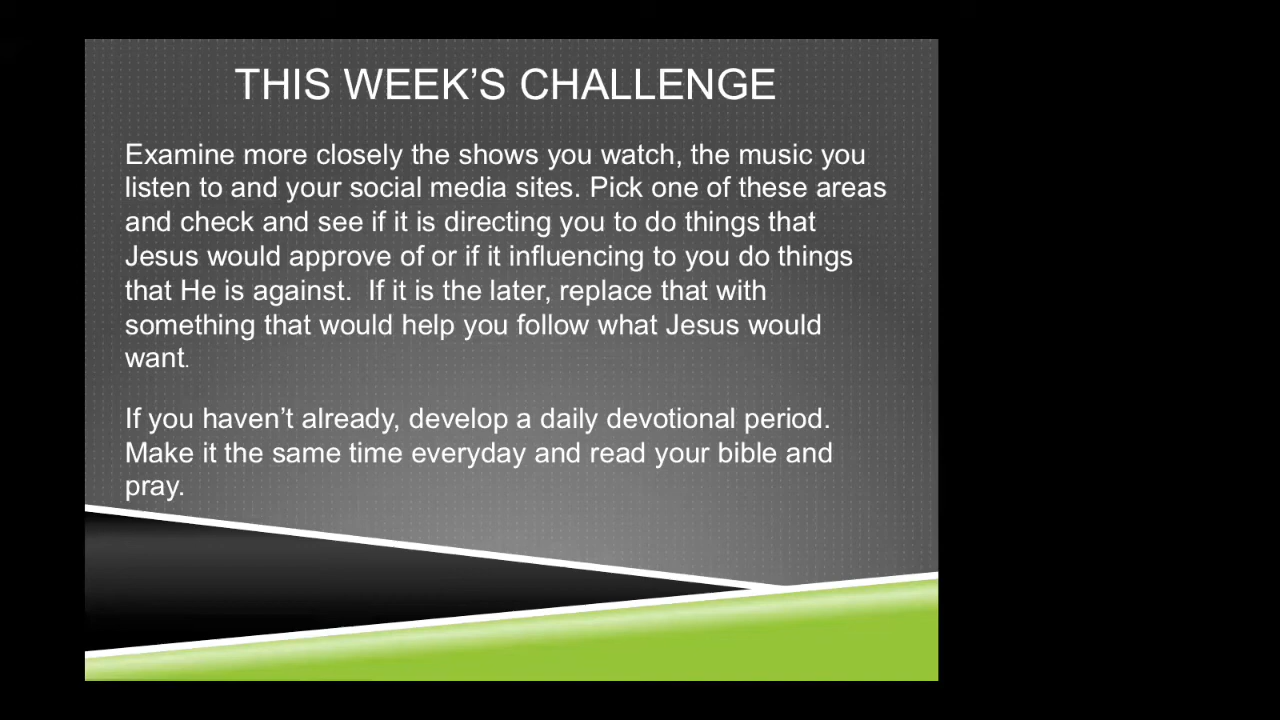 THIS WEEK’S CHALLENGE
Examine more closely the shows you watch, the music you
listen to and your social media sites. Pick one of these areas
and check and see if it is directing you to do things that
Jesus would approve of or if it influencing to you do things
that He is against.  If it is the later, replace that with
something that would help you follow what Jesus would
want.
If you haven’t already, develop a daily devotional period.
Make it the same time everyday and read your bible and
pray.